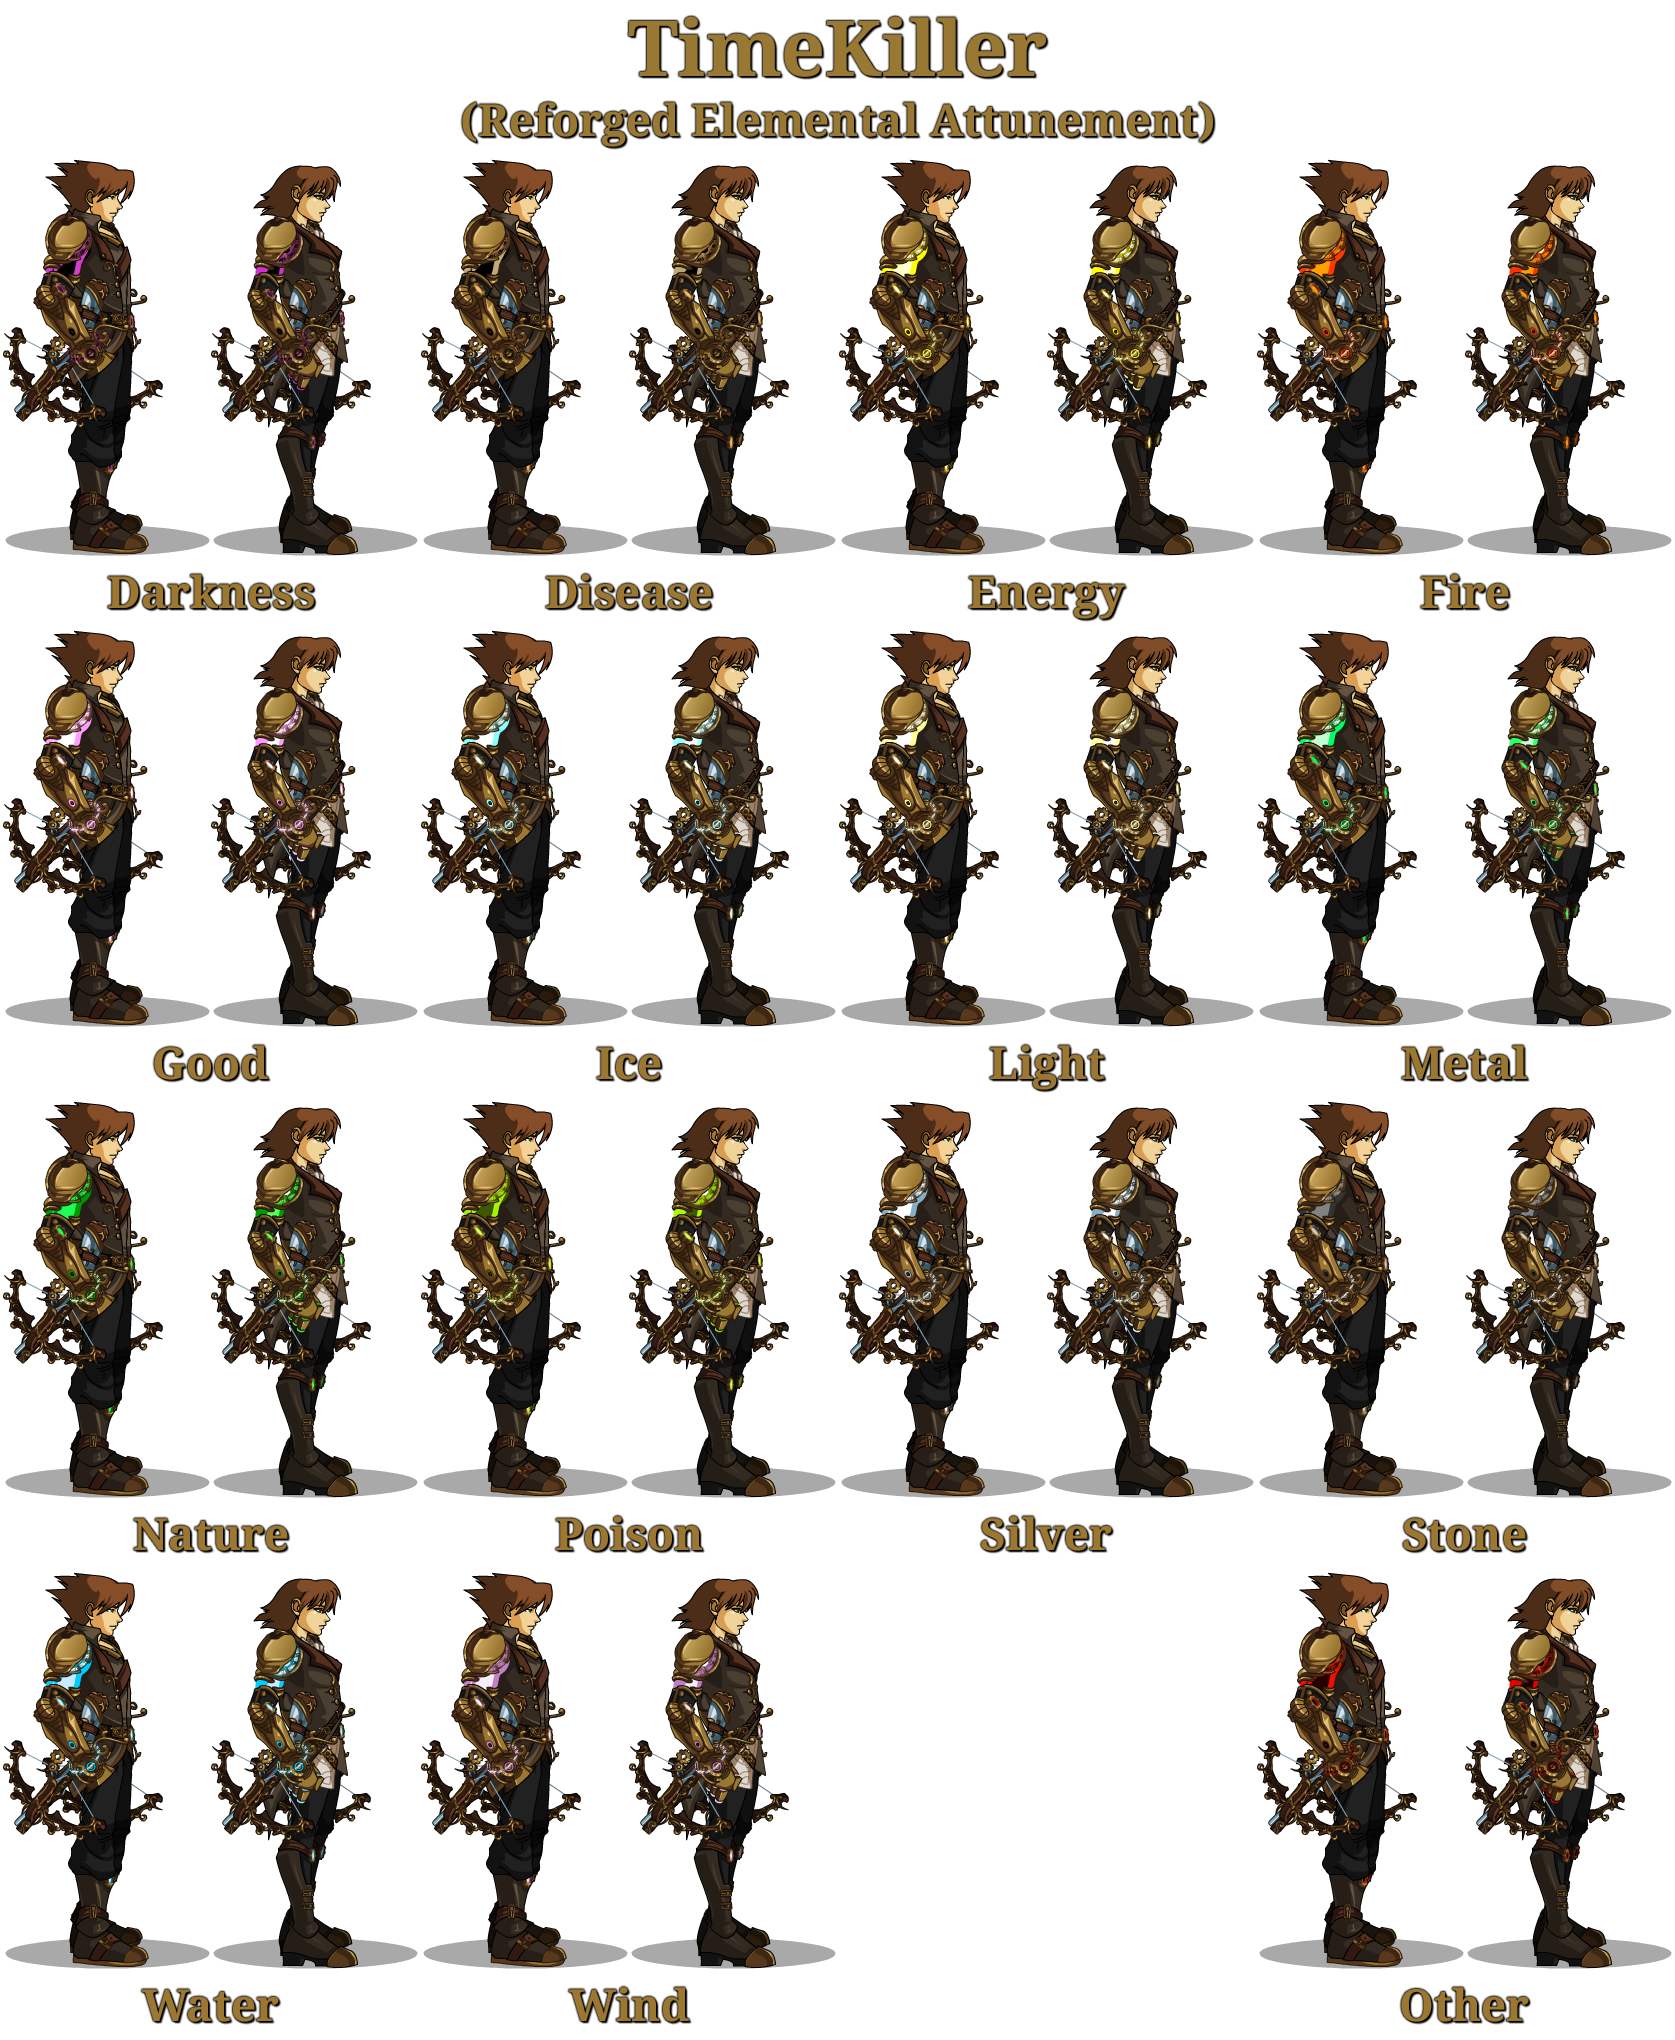 TimeKiller
(Reforged Elemental Attunement)
Darkness Disease Energy Fire
Good Ice Light Metal
Nature Poison Silver Stone
Water Wind Other